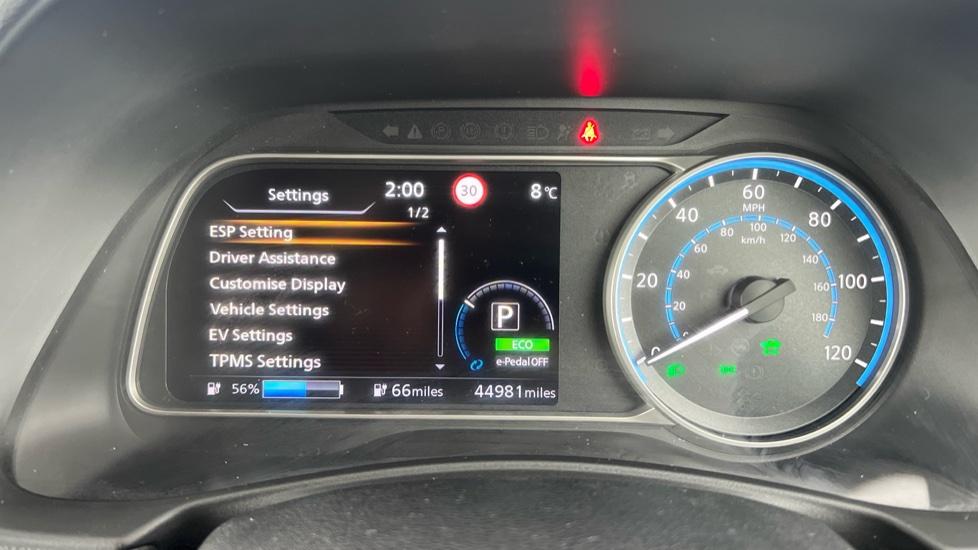 Settings 2:00 30 8°C
1/2
ESP Setting
Driver Assistance
Customise Display
Vehicle Settings
EV Settings
TPMS Settings
P
ECO
e-Pedal OFF
56% 66miles 44981miles
0 20 40 60 80 100 120
MPH
0 20 40 60 80 100 120 140 160 180
km/h